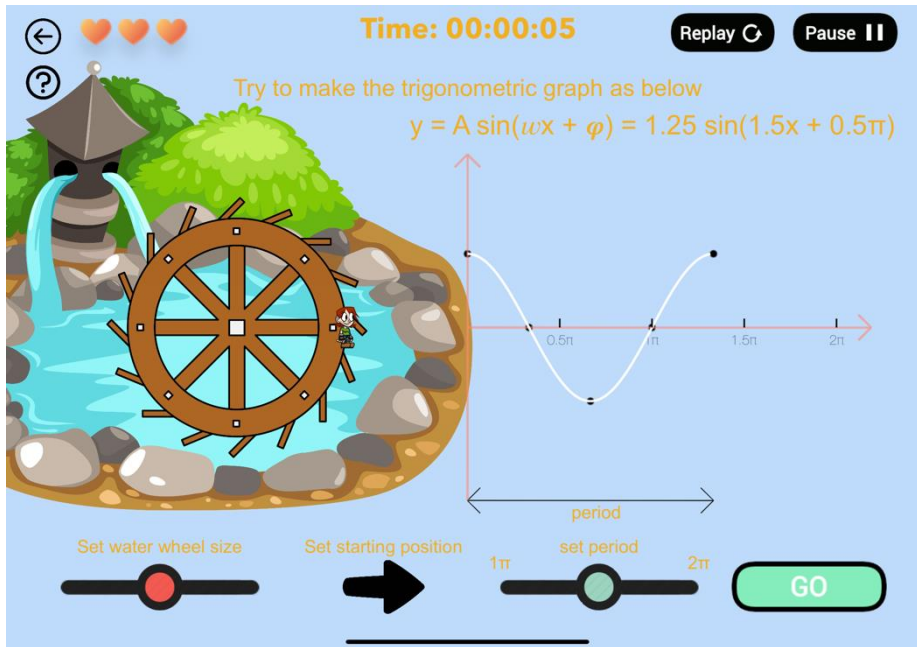 Time: 00:00:05
Replay
Pause
?
Try to make the trigonometric graph as below
y = A sin(wx + φ) = 1.25 sin(1.5x + 0.5π)
0.5π
1π
1.5π
2π
period
Set water wheel size
Set starting position
set period
1π
2π
GO